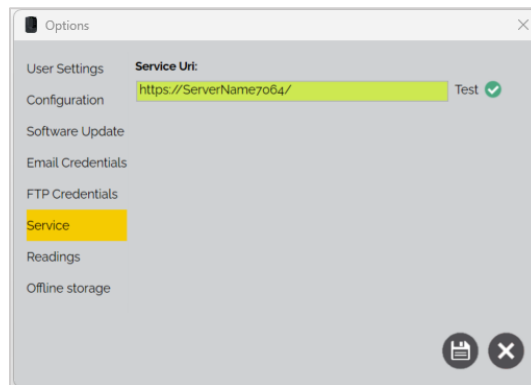 Options
User Settings
Service Uri:
https://ServerName7064/
Test
Configuration
Software Update
Email Credentials
FTP Credentials
Service
Readings
Offline storage